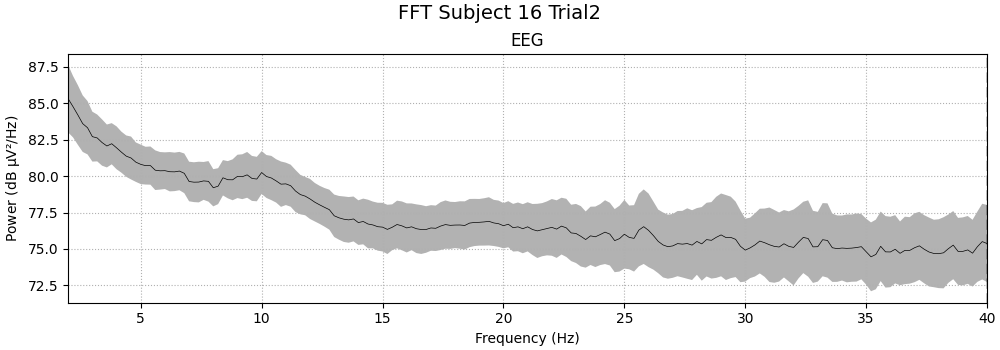 FFT Subject 16 Trial2
EEG
87.5
85.0
82.5
80.0
77.5
75.0
72.5
Power (dB µV²/Hz)
5 10 15 20 25 30 35 40
Frequency (Hz)